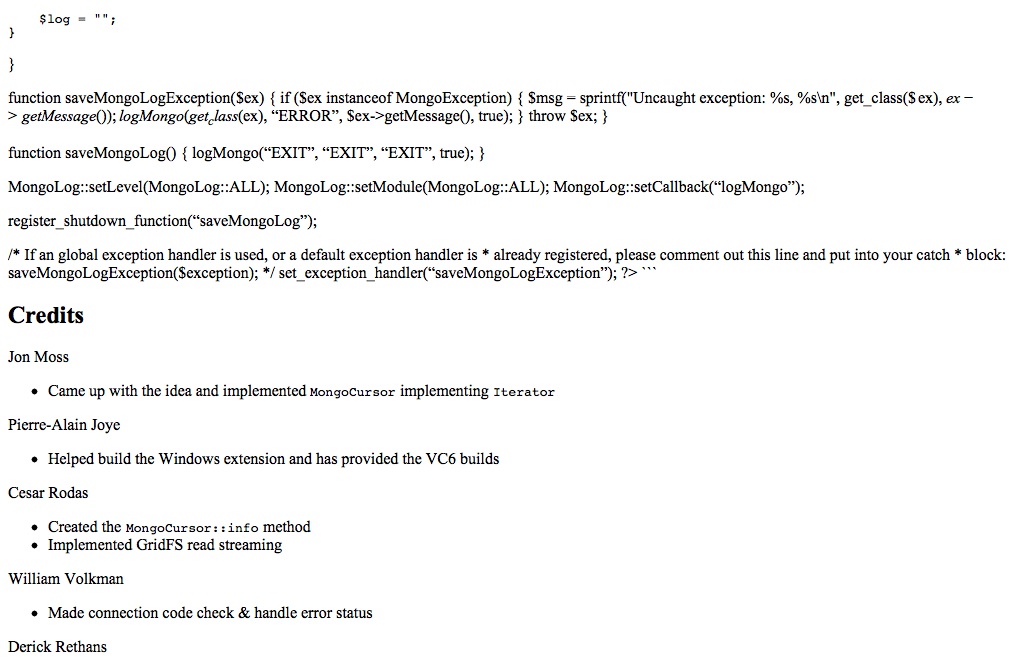 $log = "";
}
}
function saveMongoLogException($ex) { if ($ex instanceof MongoException) { $msg = sprintf("Uncaught exception: %s, %s\n", get_class($ ex), ex −
> getMessage()); logMongo(get_class(ex), “ERROR”, $ex->getMessage(), true); } throw $ex; }
function saveMongoLog() { logMongo(“EXIT”, “EXIT”, “EXIT”, true); }
MongoLog::setLevel(MongoLog::ALL); MongoLog::setModule(MongoLog::ALL); MongoLog::setCallback(“logMongo”);
register_shutdown_function(“saveMongoLog”);
/* If an global exception handler is used, or a default exception handler is * already registered, please comment out this line and put into your catch * block:
saveMongoLogException($exception); */ set_exception_handler(“saveMongoLogException”); ?> ```
Credits
Jon Moss
• Came up with the idea and implemented MongoCursor implementing Iterator
Pierre-Alain Joye
• Helped build the Windows extension and has provided the VC6 builds
Cesar Rodas
• Created the MongoCursor::info method
• Implemented GridFS read streaming
William Volkman
• Made connection code check & handle error status
Derick Rethans